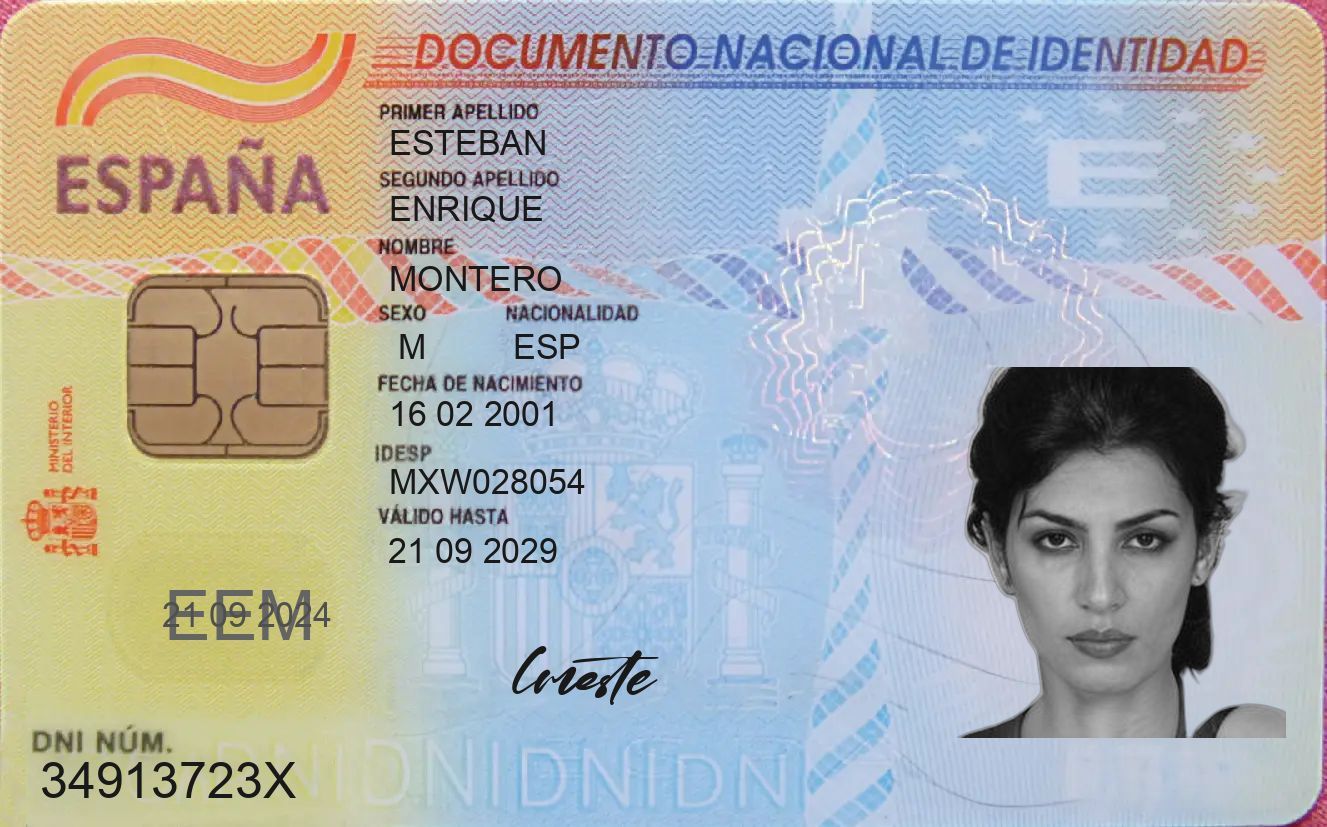 DOCUMENTO NACIONAL DE IDENTIDAD
ESPAÑA
PRIMER APELLIDO
ESTEBAN
SEGUNDO APELLIDO
ENRIQUE
NOMBRE
MONTERO
SEXO NACIONALIDAD
M ESP
FECHA DE NACIMIENTO
16 02 2001
IDESP
MXW028054
VÁLIDO HASTA
21 09 2029
MINISTERIO
DEL INTERIOR
EEM
21 09 2024
E
DNI NÚM.
34913723X
DNIDNIDNIDNI